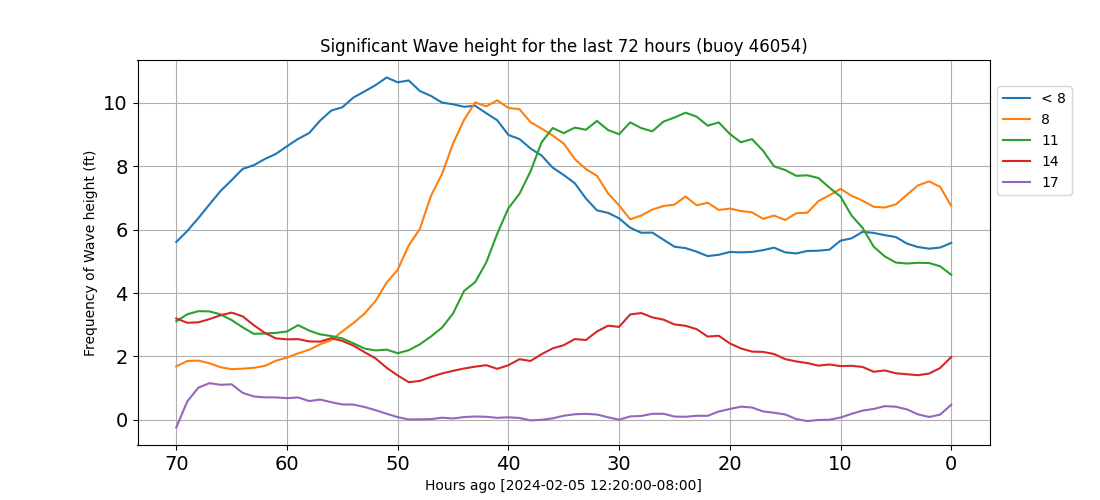 Significant Wave height for the last 72 hours (buoy 46054)
Frequency of Wave height (ft)
10
8
6
4
2
0
70 60 50 40 30 20 10 0
Hours ago [2024-02-05 12:20:00-08:00]
< 8
8
11
14
17